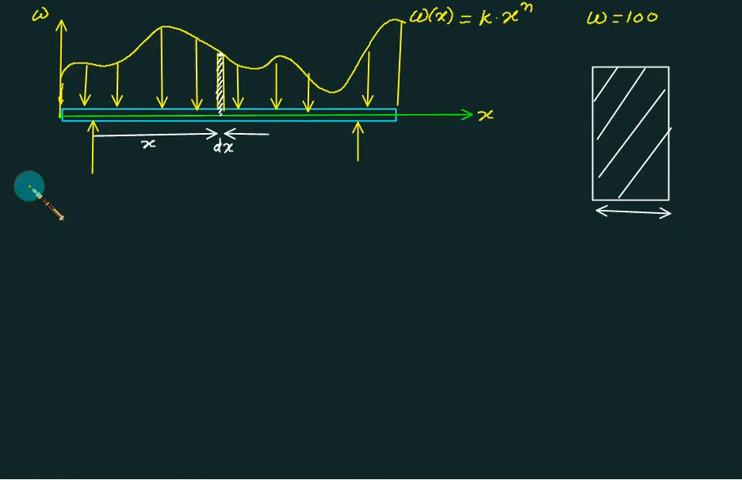 ω
ω(x) = k·xⁿ
ω=100
x
x
dx